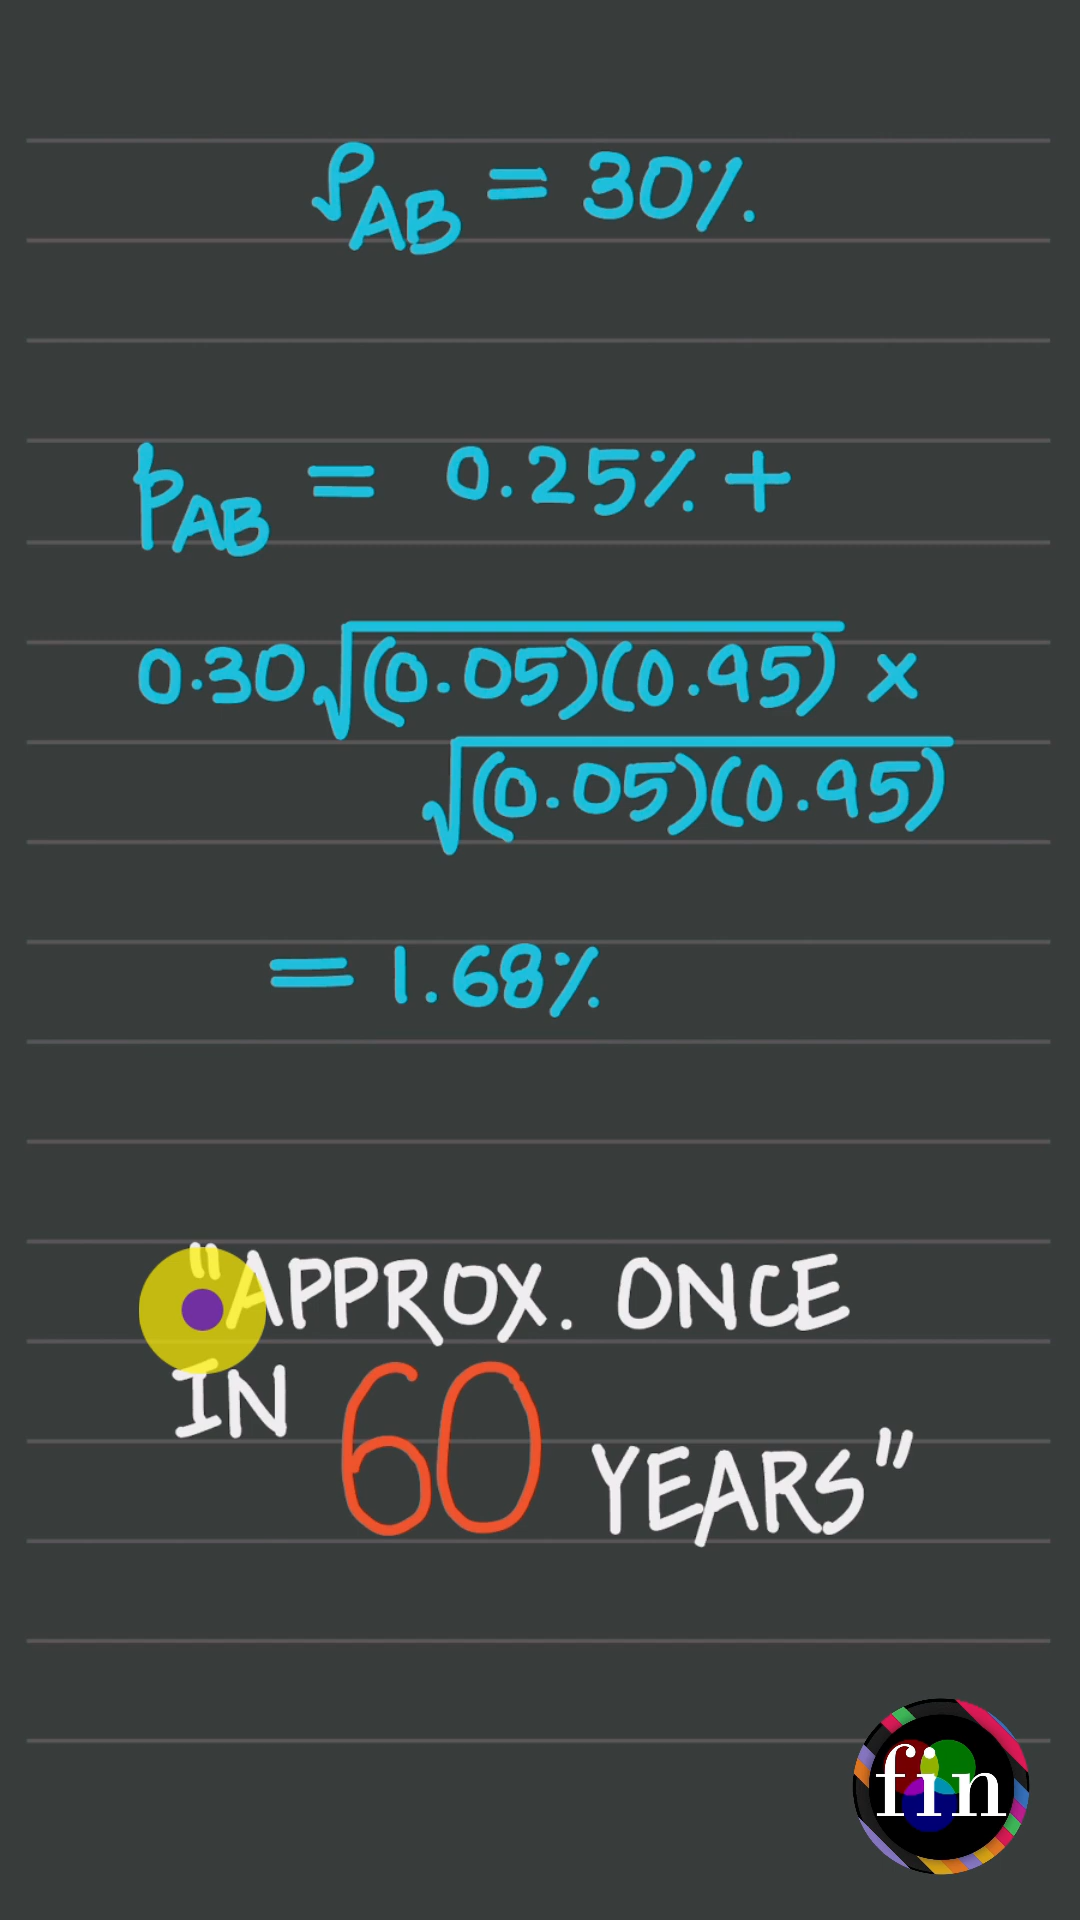 ρAB = 30%
pAB = 0.25% +
0.30√(0.05)(0.95) ×
√(0.05)(0.95)
= 1.68%
"APPROX. ONCE
IN 60 YEARS"
fin